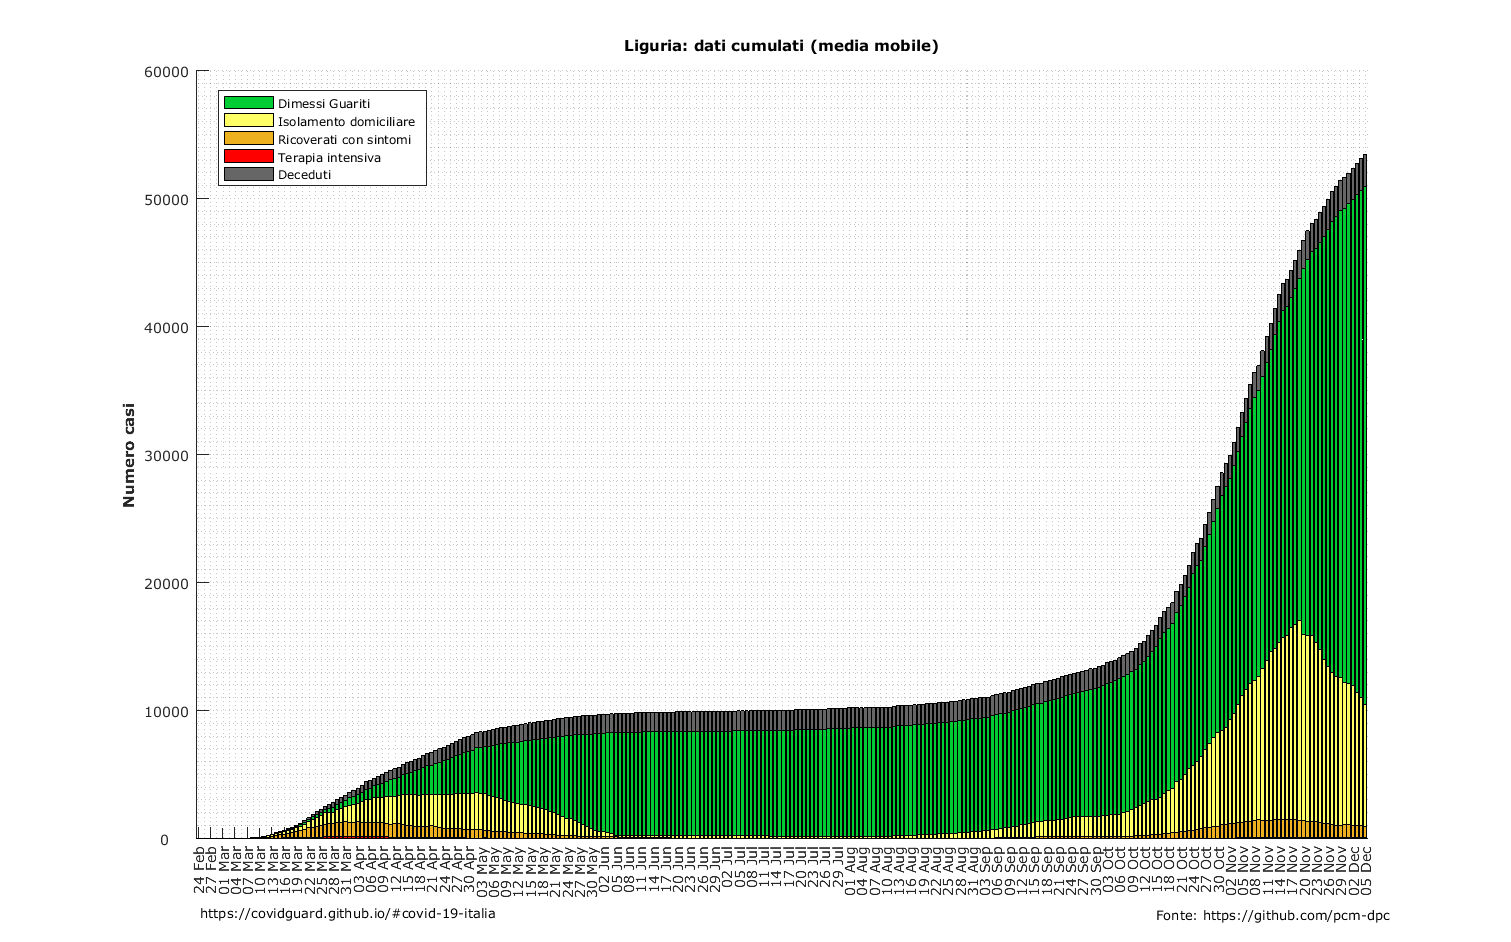 Liguria: dati cumulati (media mobile)
60000
50000
40000
30000
20000
10000
0
Numero casi
Dimessi Guariti
Isolamento domiciliare
Ricoverati con sintomi
Terapia intensiva
Deceduti
24 Feb
27 Feb
01 Mar
04 Mar
07 Mar
10 Mar
13 Mar
16 Mar
19 Mar
22 Mar
25 Mar
28 Mar
31 Mar
03 Apr
06 Apr
09 Apr
12 Apr
15 Apr
18 Apr
21 Apr
24 Apr
27 Apr
30 Apr
03 May
06 May
09 May
12 May
15 May
18 May
21 May
24 May
27 May
30 May
02 Jun
05 Jun
08 Jun
11 Jun
14 Jun
17 Jun
20 Jun
23 Jun
26 Jun
29 Jun
02 Jul
05 Jul
08 Jul
11 Jul
14 Jul
17 Jul
20 Jul
23 Jul
26 Jul
29 Jul
01 Aug
04 Aug
07 Aug
10 Aug
13 Aug
16 Aug
19 Aug
22 Aug
25 Aug
28 Aug
31 Aug
03 Sep
06 Sep
09 Sep
12 Sep
15 Sep
18 Sep
21 Sep
24 Sep
27 Sep
30 Sep
03 Oct
06 Oct
09 Oct
12 Oct
15 Oct
18 Oct
21 Oct
24 Oct
27 Oct
30 Oct
02 Nov
05 Nov
08 Nov
11 Nov
14 Nov
17 Nov
20 Nov
23 Nov
26 Nov
29 Nov
02 Dec
05 Dec
https://covidguard.github.io/#covid-19-italia
Fonte: https://github.com/pcm-dpc